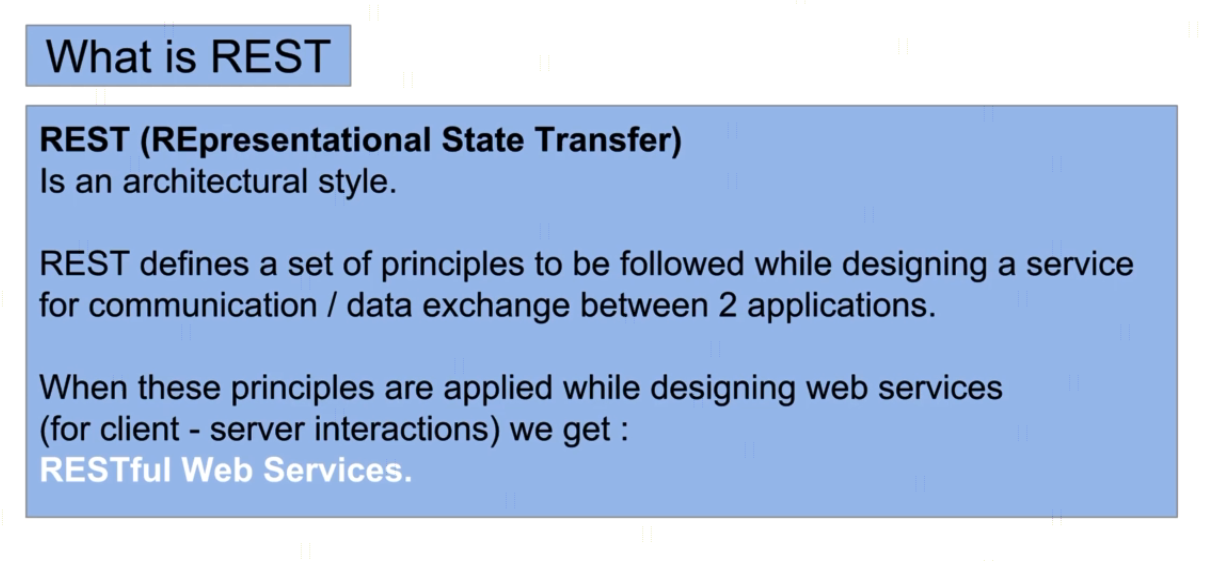 What is REST
REST (REpresentational State Transfer)
Is an architectural style.
REST defines a set of principles to be followed while designing a service
for communication / data exchange between 2 applications.
When these principles are applied while designing web services
(for client - server interactions) we get :
RESTful Web Services.